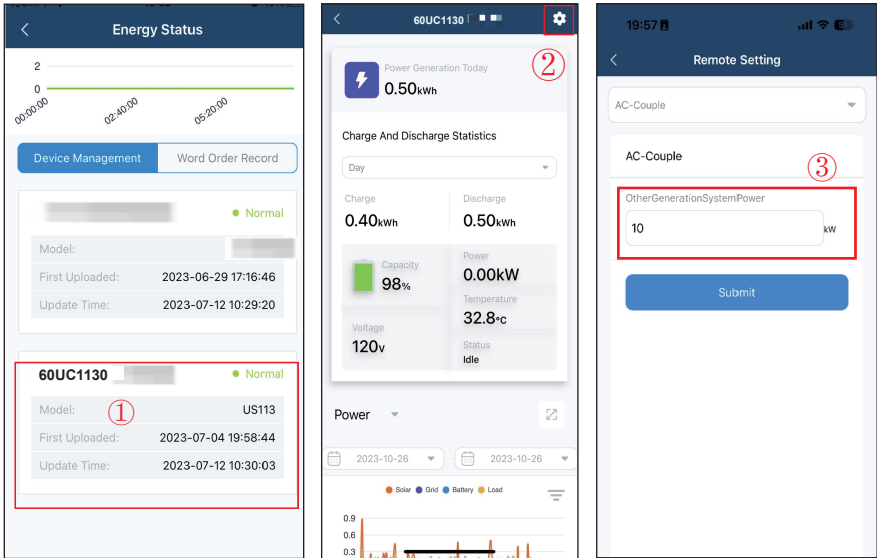 Energy Status
2
0
00:00:00
02:40:00
05:20:00
Device Management
Word Order Record
Normal
Model:
First Uploaded: 2023-06-29 17:16:46
Update Time: 2023-07-12 10:29:20
60UC1130
Normal
①
Model: US113
First Uploaded: 2023-07-04 19:58:44
Update Time: 2023-07-12 10:30:03
60UC1130
②
Power Generation Today
0.50kWh
Charge And Discharge Statistics
Day
Charge
Discharge
0.40kWh
0.50kWh
Capacity
98%
Power
0.00kW
Temperature
32.8°C
Voltage
120V
Status
Idle
Power
2023-10-26
2023-10-26
Solar Grid Battery Load
0.9
0.6
0.3
19:57
Remote Setting
AC-Couple
AC-Couple
③
OtherGenerationSystemPower
10 kW
Submit